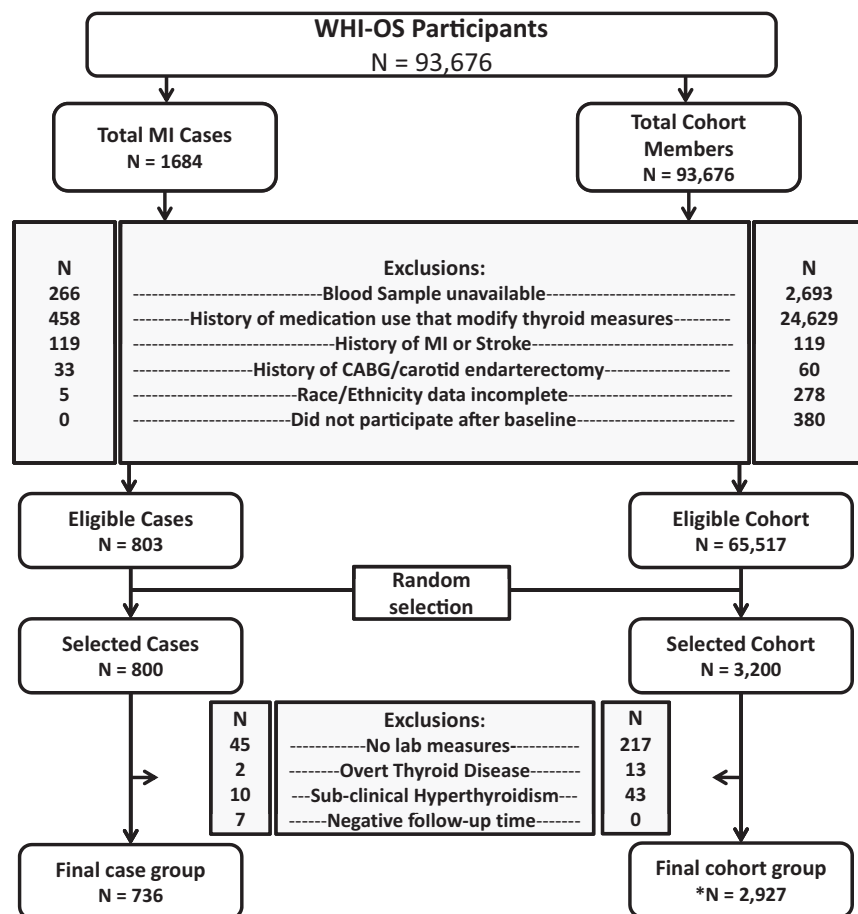 WHI-OS Participants
N = 93,676
Total MI Cases
N = 1684
Total Cohort
Members
N = 93,676
N Exclusions: N
266 ----------------------------Blood Sample unavailable---------------------------- 2,693
458 ---------History of medication use that modify thyroid measures--------- 24,629
119 ------------------------------History of MI or Stroke------------------------------ 119
33 --------------------History of CABG/carotid endarterectomy-------------------- 60
5 ------------------------Race/Ethnicity data incomplete------------------------ 278
0 -----------------------Did not participate after baseline----------------------- 380
Eligible Cases
N = 803
Eligible Cohort
N = 65,517
Random
selection
Selected Cases
N = 800
Selected Cohort
N = 3,200
N Exclusions: N
45 ------------No lab measures----------- 217
2 --------Overt Thyroid Disease-------- 13
10 ---Sub-clinical Hyperthyroidism--- 43
7 ------Negative follow-up time------- 0
Final case group
N = 736
Final cohort group
*N = 2,927